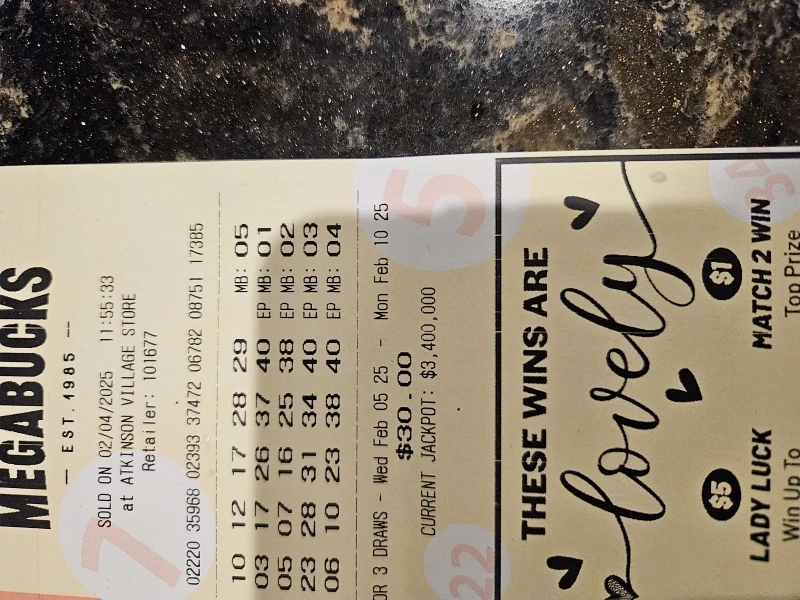 MEGABUCKS
— EST. 1985 —
SOLD ON 02/04/2025 11:55:33
at ATKINSON VILLAGE STORE
Retailer: 101677
02220 35968 02393 37472 06782 08751 17385
10 12 17 28 29 MB: 05
03 17 26 37 40 EP MB: 01
05 07 16 25 38 EP MB: 02
23 28 31 34 40 EP MB: 03
06 10 23 38 40 EP MB: 04
OR 3 DRAWS - Wed Feb 05 25 - Mon Feb 10 25
$30.00
CURRENT JACKPOT: $3,400,000
7
5
22
34
THESE WINS ARE
lovely
$5
LADY LUCK
Win Up To
$1
MATCH 2 WIN
Top Prize